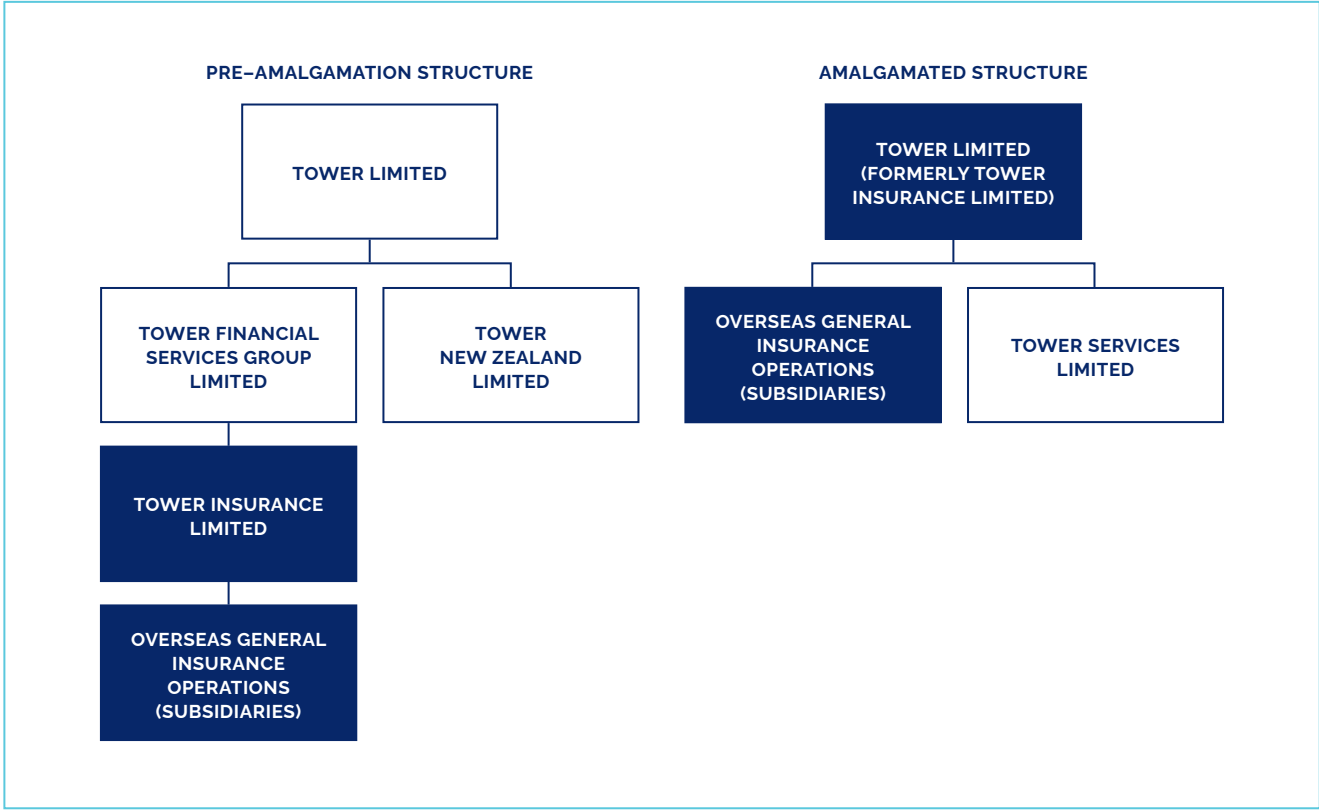 PRE–AMALGAMATION STRUCTURE
TOWER LIMITED
TOWER FINANCIAL
SERVICES GROUP
LIMITED
TOWER
NEW ZEALAND
LIMITED
TOWER INSURANCE
LIMITED
OVERSEAS GENERAL
INSURANCE
OPERATIONS
(SUBSIDIARIES)
AMALGAMATED STRUCTURE
TOWER LIMITED
(FORMERLY TOWER
INSURANCE LIMITED)
OVERSEAS GENERAL
INSURANCE
OPERATIONS
(SUBSIDIARIES)
TOWER SERVICES
LIMITED